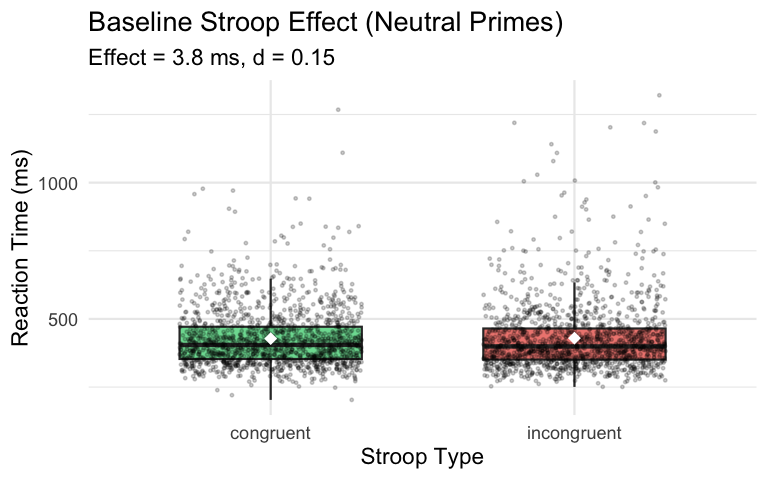 Baseline Stroop Effect (Neutral Primes)
Effect = 3.8 ms, d = 0.15
Reaction Time (ms)
1000
500
congruent
incongruent
Stroop Type